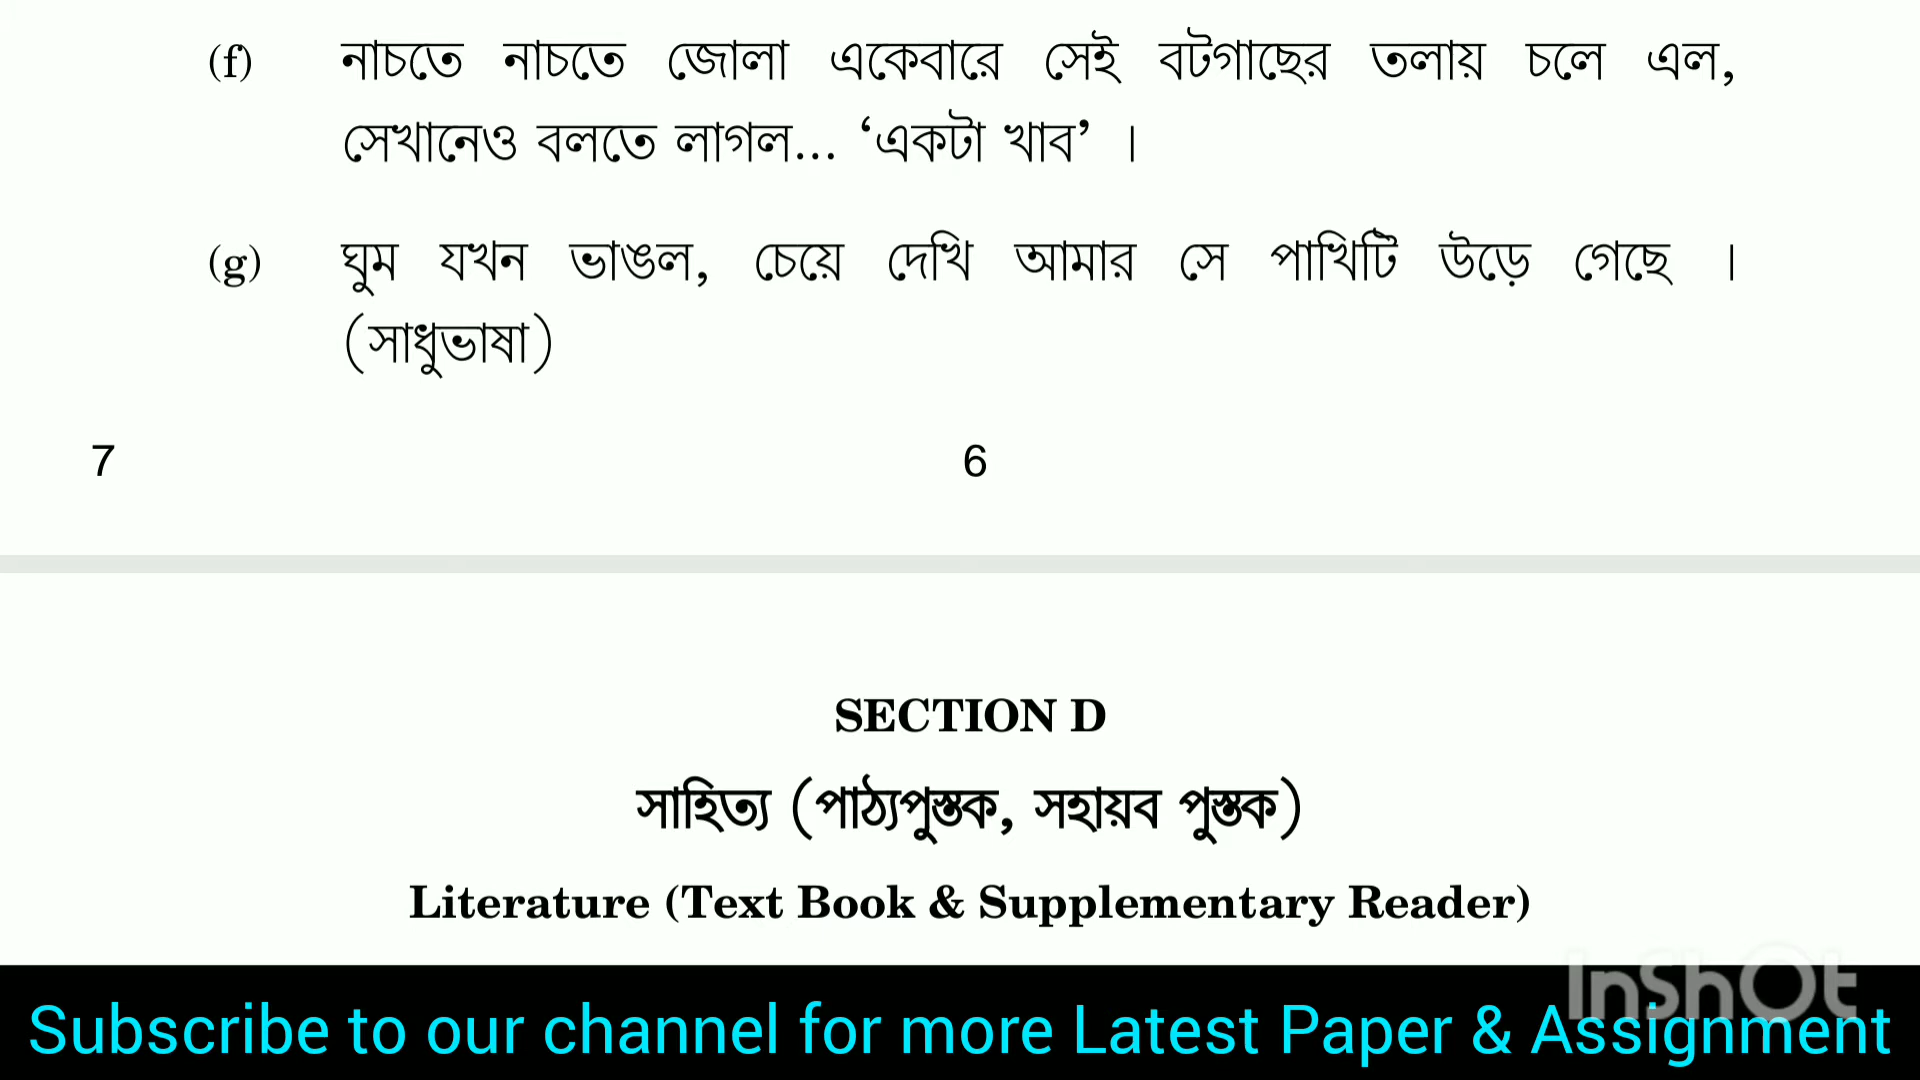 (f) নাচতে নাচতে জোলা একেবারে সেই বটগাছের তলায় চলে এল,
সেখানেও বলতে লাগল... ‘একটা খাব’ ।
(g) ঘুম যখন ভাঙল, চেয়ে দেখি আমার সে পাখিটি উড়ে গেছে ।
(সাধুভাষা)
7 6
SECTION D
সাহিত্য (পাঠ্যপুস্তক, সহায়ব পুস্তক)
Literature (Text Book & Supplementary Reader)
InShOt
Subscribe to our channel for more Latest Paper & Assignment